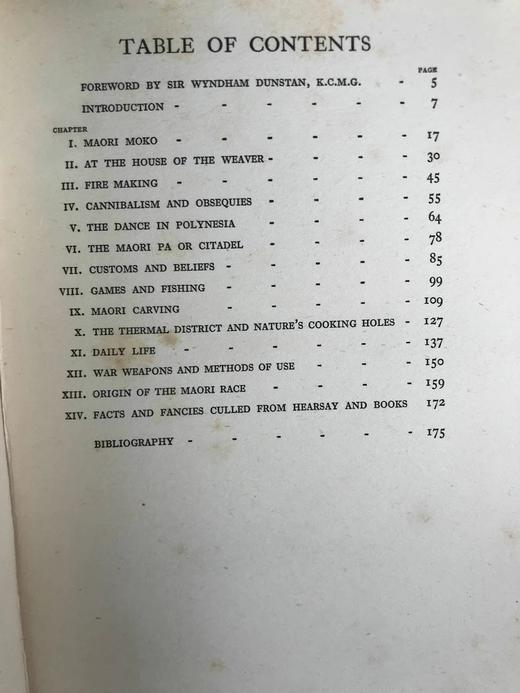 TABLE OF CONTENTS
PAGE
FOREWORD BY SIR WYNDHAM DUNSTAN, K.C.M.G. - 5
INTRODUCTION - - - - - - 7
CHAPTER
I. MAORI MOKO - - - - - - 17
II. AT THE HOUSE OF THE WEAVER - - - - 30
III. FIRE MAKING - - - - - - 45
IV. CANNIBALISM AND OBSEQUIES - - - - 55
V. THE DANCE IN POLYNESIA - - - - 64
VI. THE MAORI PA OR CITADEL - - - - 78
VII. CUSTOMS AND BELIEFS - - - - - 85
VIII. GAMES AND FISHING - - - - - 99
IX. MAORI CARVING - - - - - 109
X. THE THERMAL DISTRICT AND NATURE'S COOKING HOLES - 127
XI. DAILY LIFE - - - - - - 137
XII. WAR WEAPONS AND METHODS OF USE - - - 150
XIII. ORIGIN OF THE MAORI RACE - - - - 159
XIV. FACTS AND FANCIES CULLED FROM HEARSAY AND BOOKS 172
BIBLIOGRAPHY - - - - - - 175